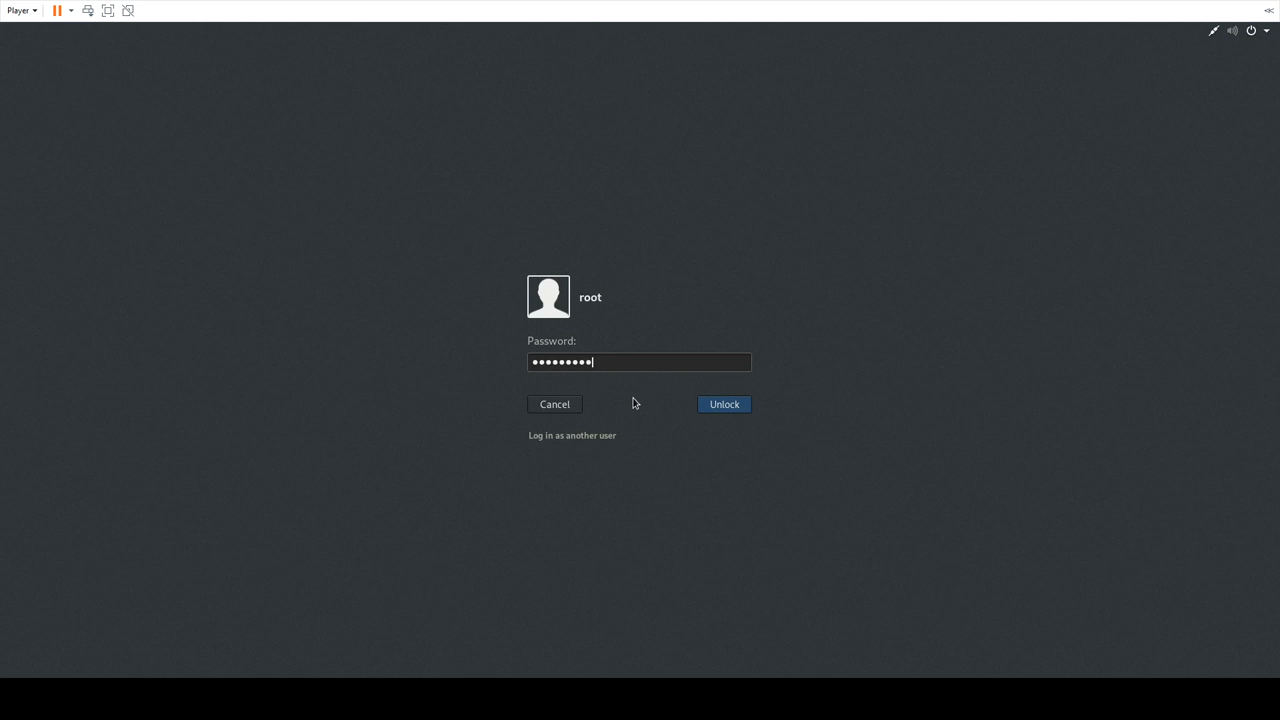 Player
root
Password:
●●●●●●●●●
Cancel Unlock
Log in as another user